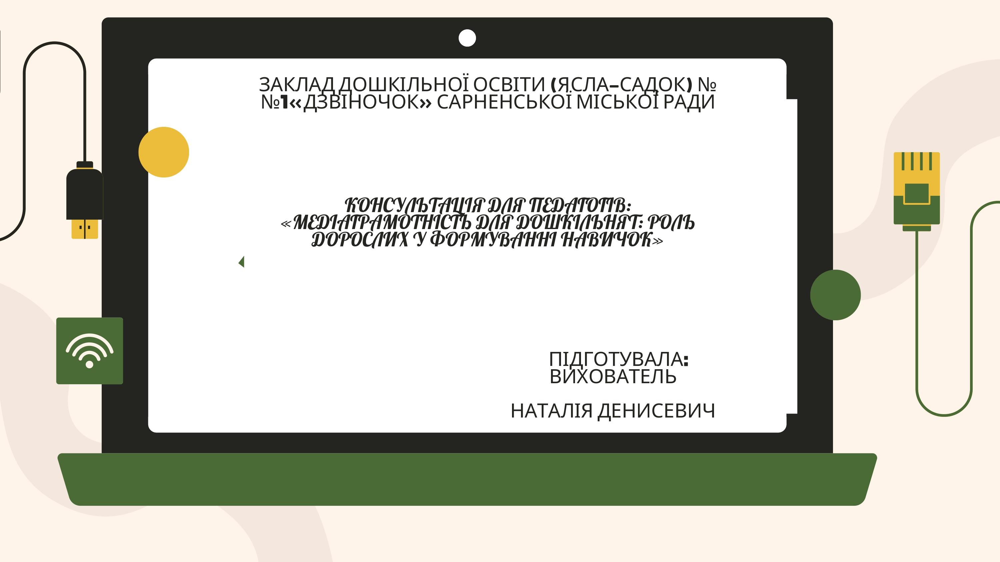 ЗАКЛАД ДОШКІЛЬНОЇ ОСВІТИ (ЯСЛА-САДОК) №
№1«ДЗВІНОЧОК» САРНЕНСЬКОЇ МІСЬКОЇ РАДИ
КОНСУЛЬТАЦІЯ ДЛЯ ПЕДАГОГІВ:
«МЕДІАГРАМОТНІСТЬ ДЛЯ ДОШКІЛЬНЯТ: РОЛЬ
ДОРОСЛИХ У ФОРМУВАННІ НАВИЧОК»
ПІДГОТУВАЛА:
ВИХОВАТЕЛЬ
НАТАЛІЯ ДЕНИСЕВИЧ